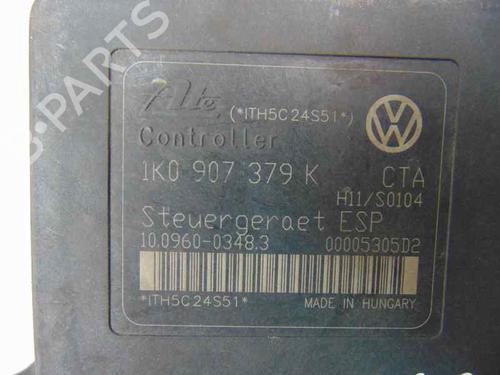 Ate (*ITH5C24S51*)
Controller
1K0 907 379 K CTA
H11/S0104
Steuergeraet ESP
10.0960-0348.3 00005305D2
*ITH5C24S51* MADE IN HUNGARY